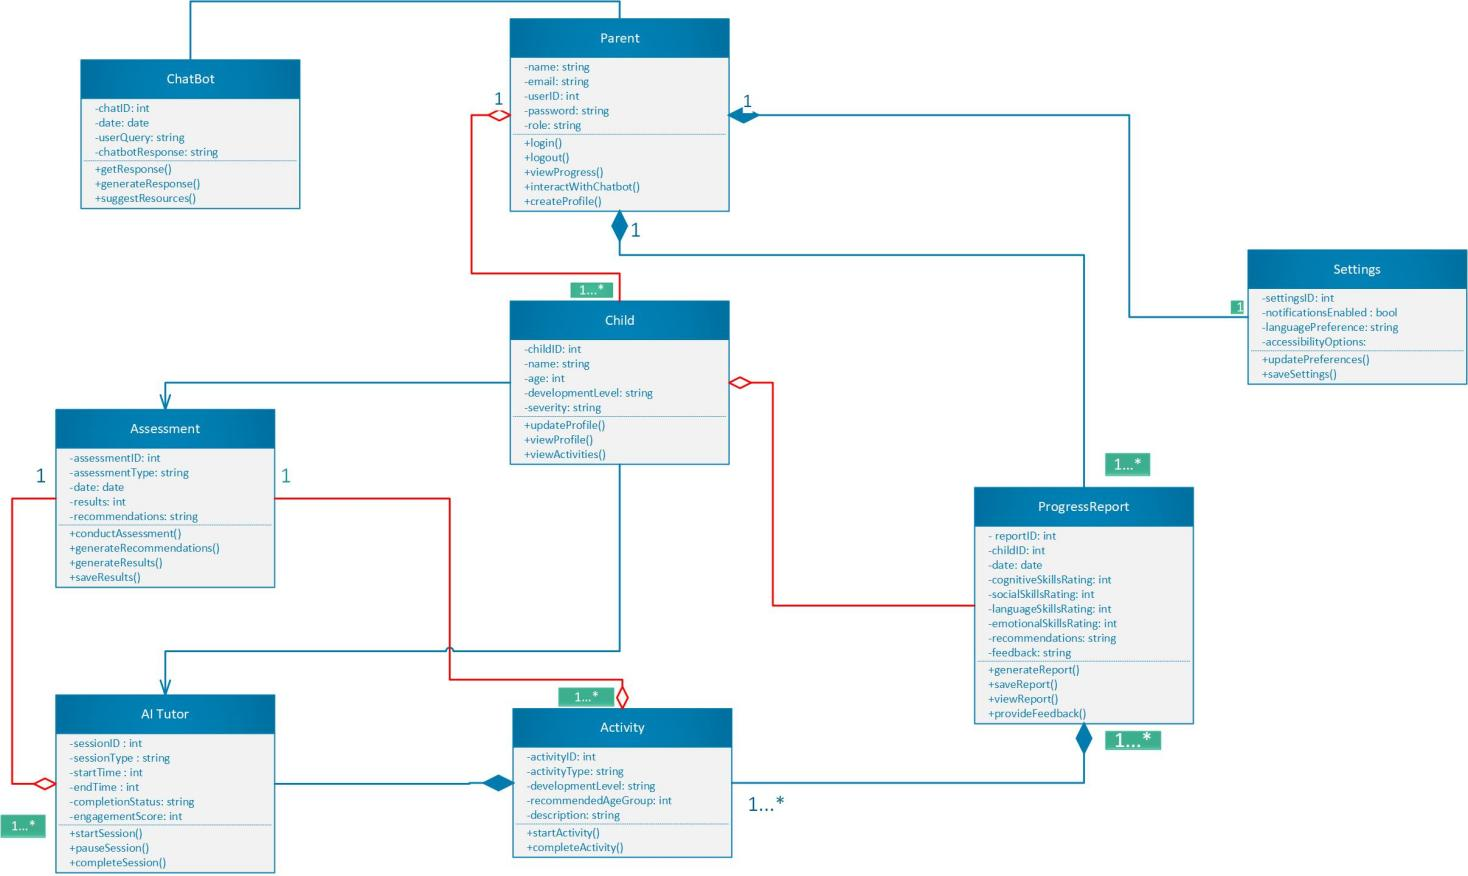 Parent
-name: string
-email: string
-userID: int
-password: string
-role: string
+login()
+logout()
+viewProgress()
+interactWithChatbot()
+createProfile()
ChatBot
-chatID: int
-date: date
-userQuery: string
-chatbotResponse: string
+getResponse()
+generateResponse()
+suggestResources()
1
1
1
1...*
Settings
-settingsID: int
-notificationsEnabled : bool
-languagePreference: string
-accessibilityOptions:
+updatePreferences()
+saveSettings()
1
Child
-childID: int
-name: string
-age: int
-developmentLevel: string
-severity: string
+updateProfile()
+viewProfile()
+viewActivities()
Assessment
-assessmentID: int
-assessmentType: string
-date: date
-results: int
-recommendations: string
+conductAssessment()
+generateRecommendations()
+generateResults()
+saveResults()
1
1
1...*
ProgressReport
- reportID: int
-childID: int
-date: date
-cognitiveSkillsRating: int
-socialSkillsRating: int
-languageSkillsRating: int
-emotionalSkillsRating: int
-recommendations: string
-feedback: string
+generateReport()
+saveReport()
+viewReport()
+provideFeedback()
1...*
AI Tutor
-sessionID : int
-sessionType : string
-startTime : int
-endTime : int
-completionStatus: string
-engagementScore: int
+startSession()
+pauseSession()
+completeSession()
1...*
1...*
Activity
-activityID: int
-activityType: string
-developmentLevel: string
-recommendedAgeGroup: int
-description: string
+startActivity()
+completeActivity()
1...*